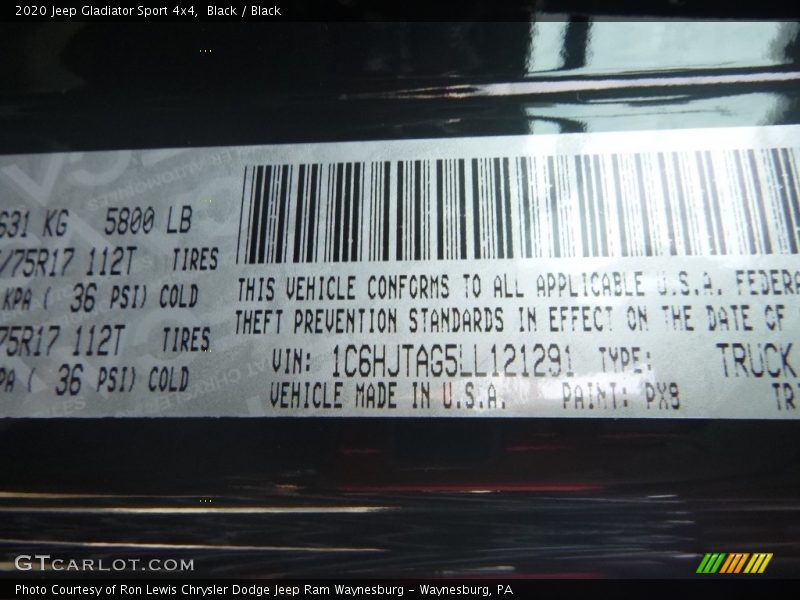 2020 Jeep Gladiator Sport 4x4, Black / Black
631 KG 5800 LB
/75R17 112T TIRES
KPA ( 36 PSI) COLD
75R17 112T TIRES
PA ( 36 PSI) COLD
THIS VEHICLE CONFORMS TO ALL APPLICABLE U.S.A. FEDERA
THEFT PREVENTION STANDARDS IN EFFECT ON THE DATE OF
VIN: 1C6HJTAG5LL121291 TYPE: TRUCK
VEHICLE MADE IN U.S.A. PAINT: PX8 TR
GTCARLOT.COM
Photo Courtesy of Ron Lewis Chrysler Dodge Jeep Ram Waynesburg - Waynesburg, PA